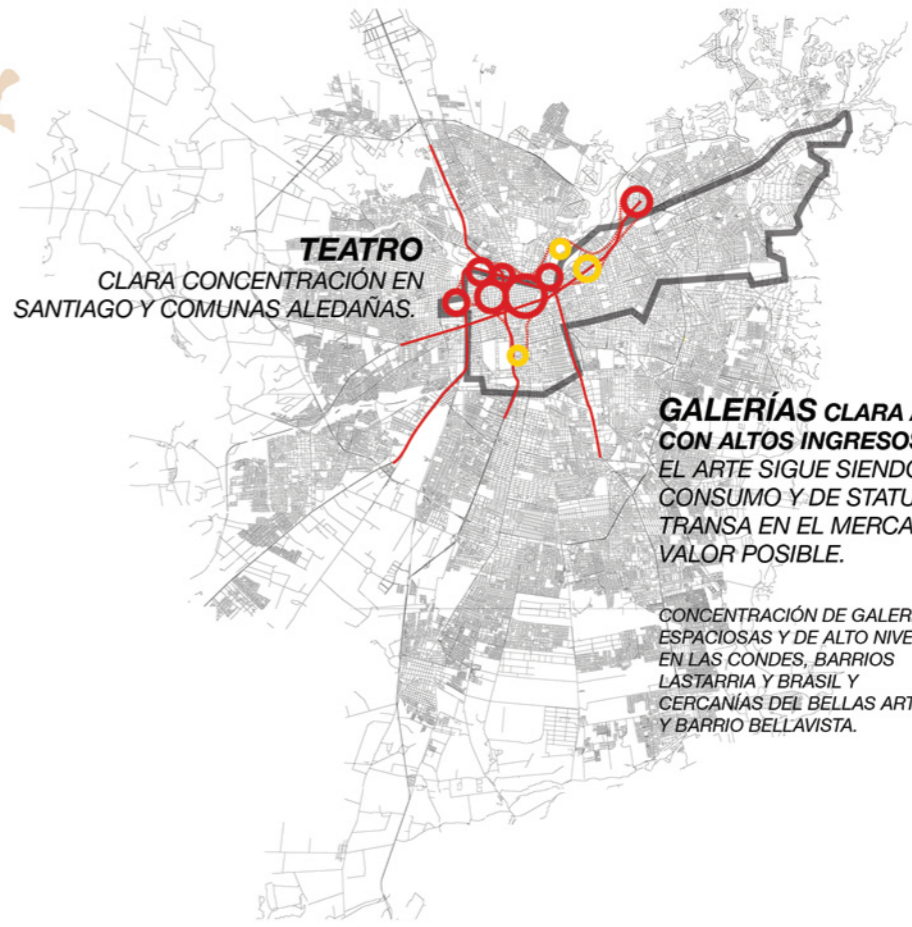 TEATRO
CLARA CONCENTRACIÓN EN
SANTIAGO Y COMUNAS ALEDAÑAS.
GALERÍAS CLARA
CON ALTOS INGRESOS
EL ARTE SIGUE SIENDO
CONSUMO Y DE STATU
TRANSA EN EL MERCA
VALOR POSIBLE.
CONCENTRACIÓN DE GALER
ESPACIOSAS Y DE ALTO NIVE
EN LAS CONDES, BARRIOS
LASTARRIA Y BRASIL Y
CERCANÍAS DEL BELLAS ART
Y BARRIO BELLAVISTA.